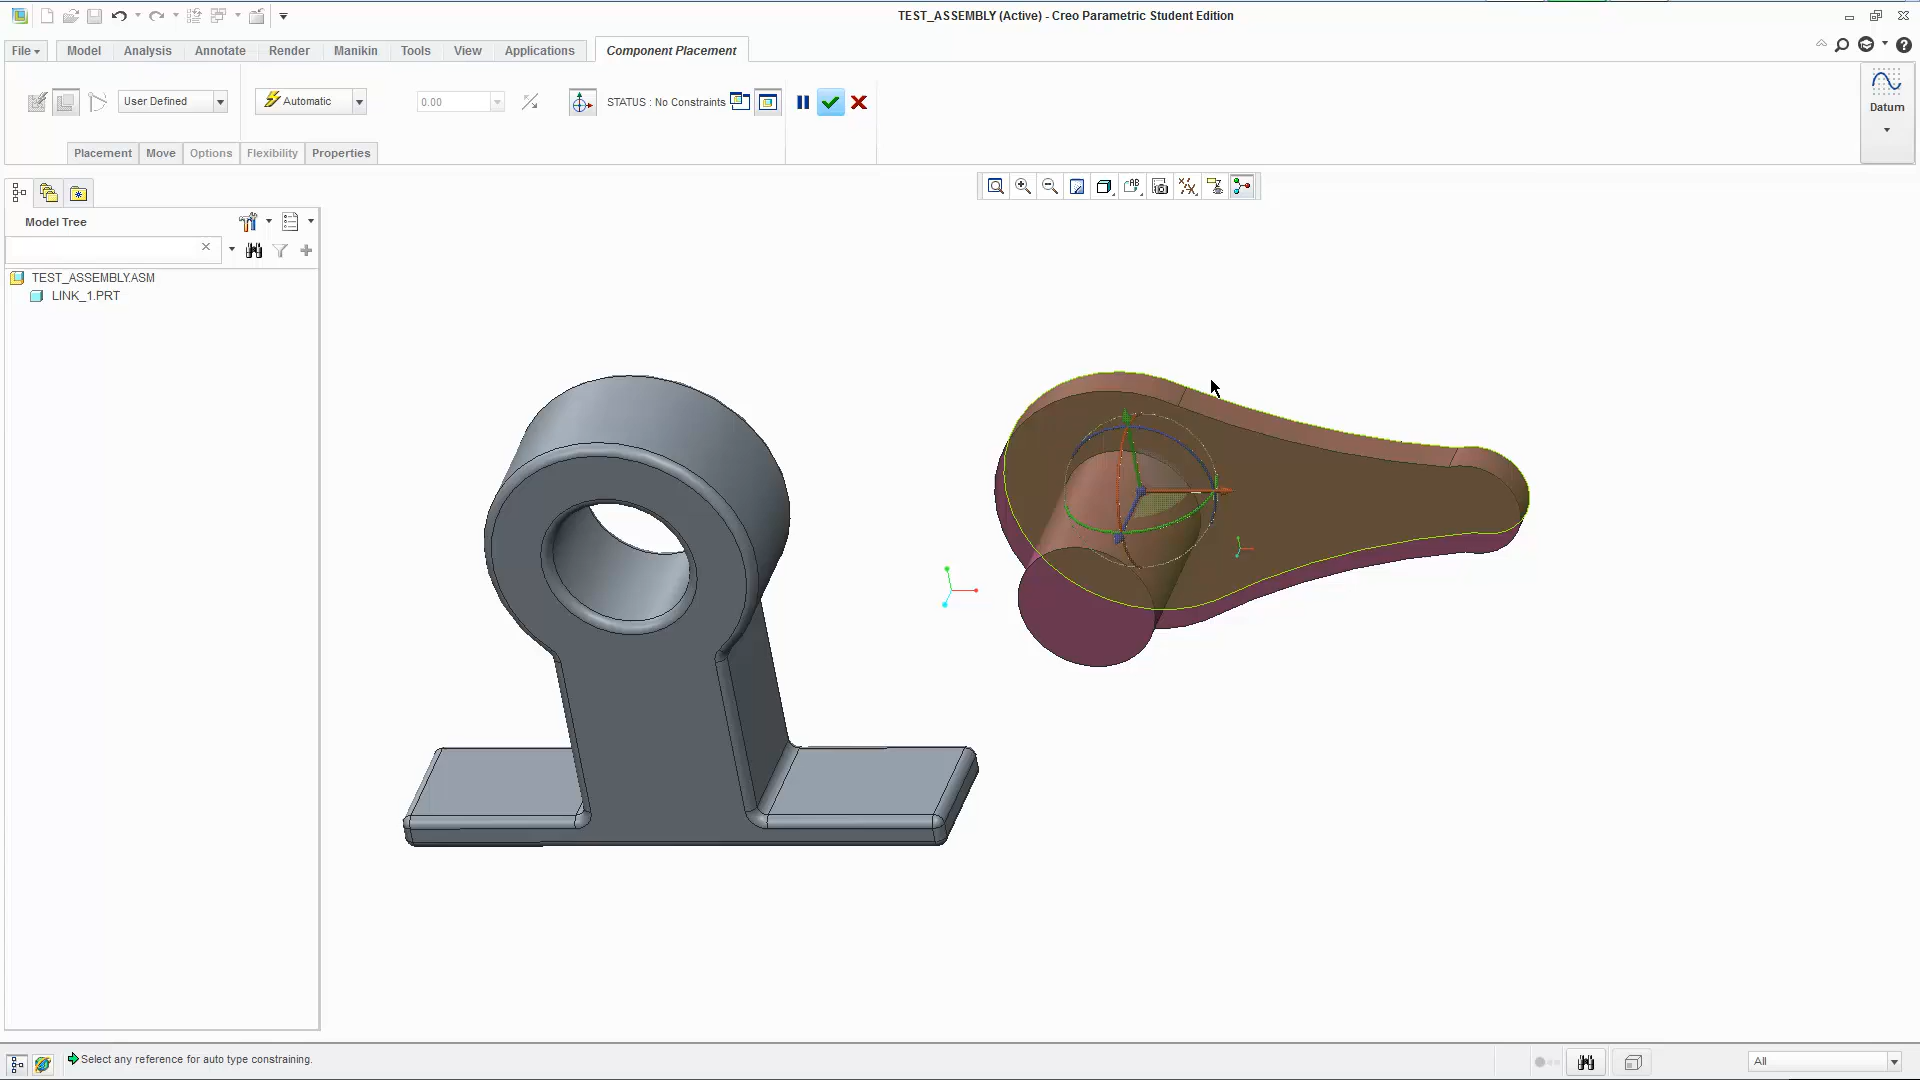 TEST_ASSEMBLY (Active) - Creo Parametric Student Edition
File Model Analysis Annotate Render Manikin Tools View Applications Component Placement
User Defined Automatic 0.00 STATUS : No Constraints
Datum
Placement Move Options Flexibility Properties
Model Tree
TEST_ASSEMBLY.ASM
LINK_1.PRT
Select any reference for auto type constraining.
All